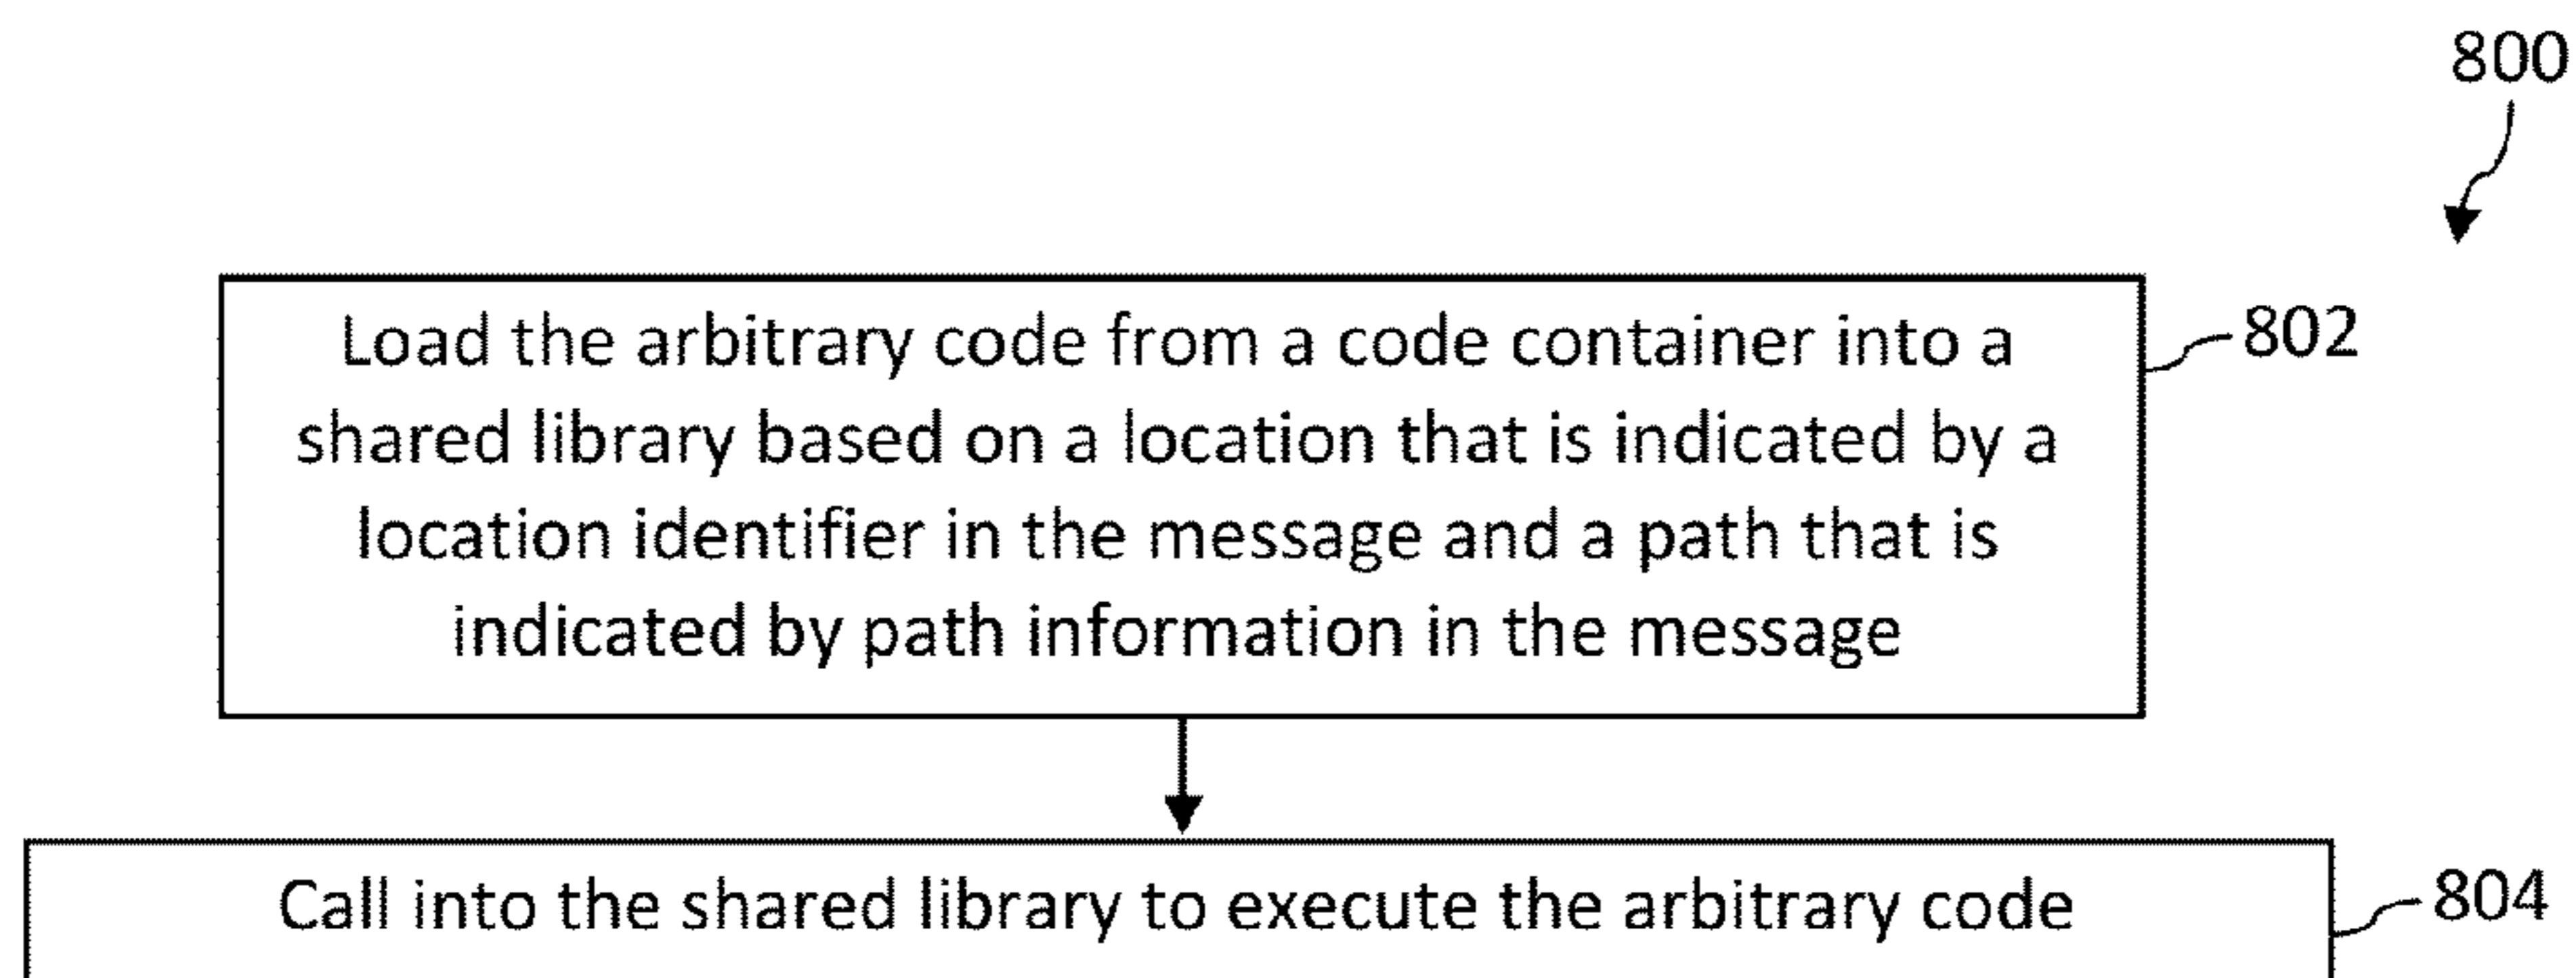 800
Load the arbitrary code from a code container into a
802
shared library based on a location that is indicated by a
location identifier in the message and a path that is
indicated by path information in the message
Call into the shared library to execute the arbitrary code
804